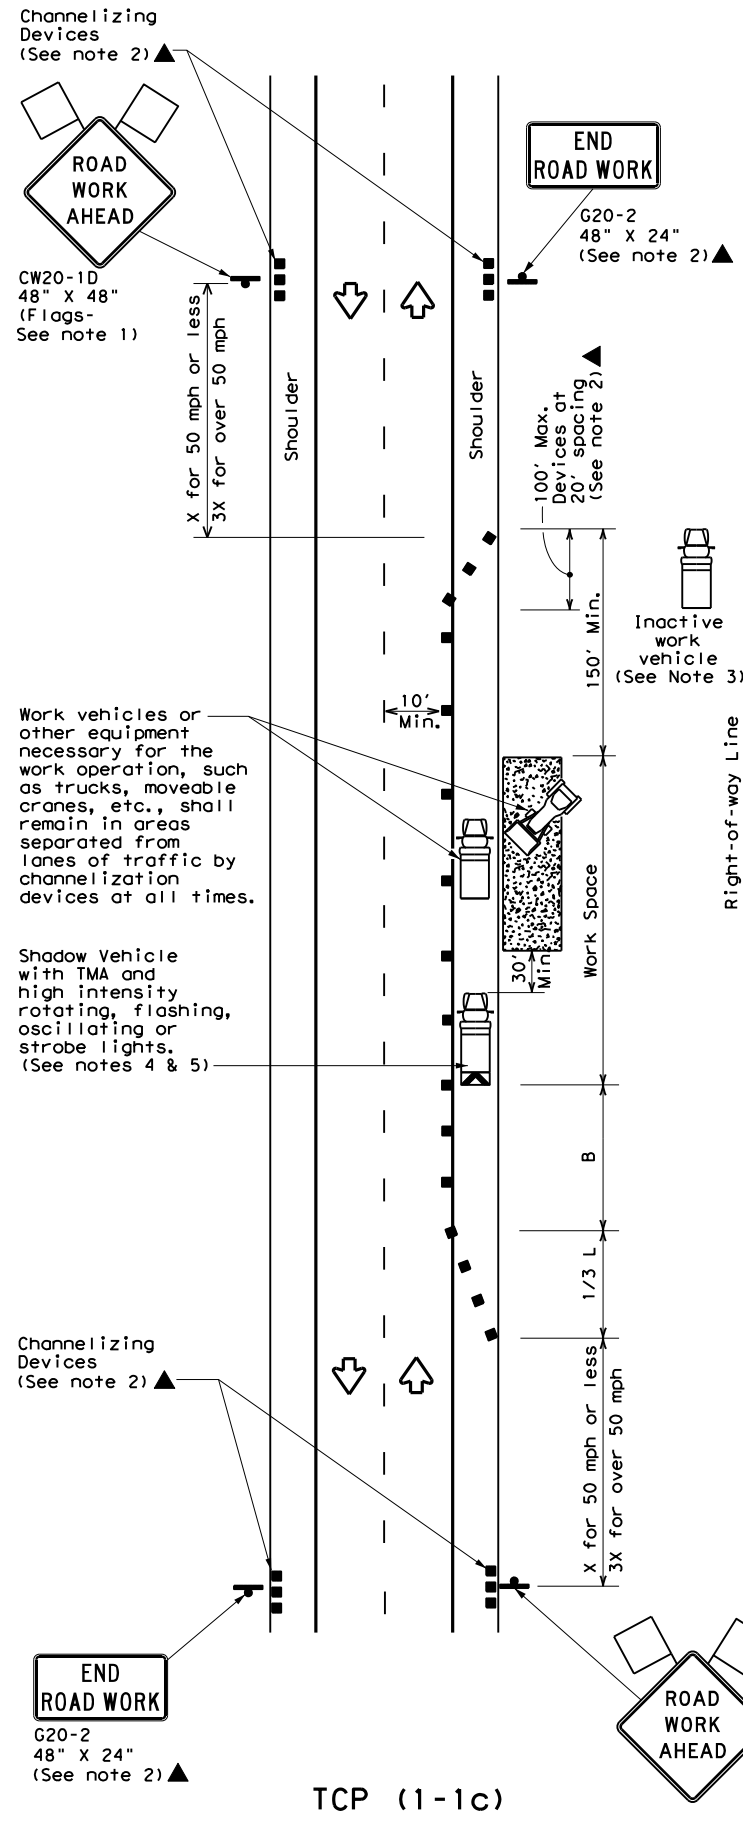 Channelizing
Devices
(See note 2)
ROAD
WORK
AHEAD
CW20-1D
48" X 48"
(Flags-
See note 1)
END
ROAD WORK
G20-2
48" X 24"
(See note 2)
X for 50 mph or less
3X for over 50 mph
Shoulder
Shoulder
100' Max.
Devices at
20' spacing
(See note 2)
150' Min.
Inactive
work
vehicle
(See Note 3)
10'
Min.
Work vehicles or
other equipment
necessary for the
work operation, such
as trucks, moveable
cranes, etc., shall
remain in areas
separated from
lanes of traffic by
channelization
devices at all times.
Right-of-way Line
Work Space
30'
Min.
Shadow Vehicle
with TMA and
high intensity
rotating, flashing,
oscillating or
strobe lights.
(See notes 4 & 5)
B
1/3 L
Channelizing
Devices
(See note 2)
X for 50 mph or less
3X for over 50 mph
END
ROAD WORK
G20-2
48" X 24"
(See note 2)
ROAD
WORK
AHEAD
TCP (1-1c)